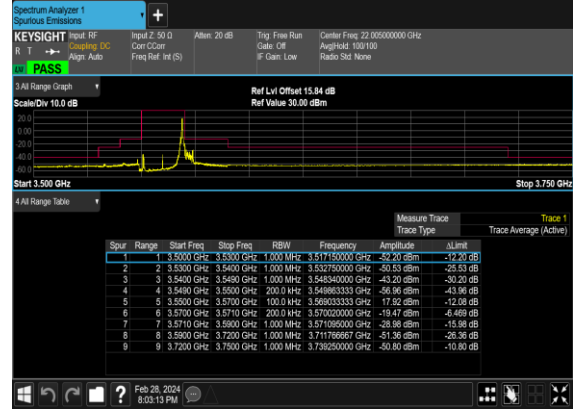 Spectrum Analyzer 1
Spurious Emissions
KEYSIGHT Input: RF
R T Coupling: DC
Align: Auto
Input Z: 50 Ω
Corr CCorr
Freq Ref: Int (S)
Atten: 20 dB
Trig: Free Run
Gate: Off
IF Gain: Low
Center Freq: 22.005000000 GHz
Avg|Hold: 100/100
Radio Std: None
PASS
3 All Range Graph
Scale/Div 10.0 dB
Ref Lvl Offset 15.84 dB
Ref Value 30.00 dBm
20.0
0.00
-20.0
-40.0
-60.0
Start 3.500 GHz
Stop 3.750 GHz
4 All Range Table
Measure Trace Trace 1
Trace Type Trace Average (Active)
Spur Range Start Freq Stop Freq RBW Frequency Amplitude ΔLimit
1 1 3.5000 GHz 3.5300 GHz 1.000 MHz 3.517150000 GHz -52.20 dBm -12.20 dB
2 2 3.5300 GHz 3.5400 GHz 1.000 MHz 3.532750000 GHz -50.53 dBm -25.53 dB
3 3 3.5400 GHz 3.5490 GHz 1.000 MHz 3.548340000 GHz -43.20 dBm -30.20 dB
4 4 3.5490 GHz 3.5500 GHz 200.0 kHz 3.549863333 GHz -56.96 dBm -43.96 dB
5 5 3.5500 GHz 3.5700 GHz 100.0 kHz 3.569033333 GHz 17.92 dBm -12.08 dB
6 6 3.5700 GHz 3.5710 GHz 200.0 kHz 3.570020000 GHz -19.47 dBm -6.469 dB
7 7 3.5710 GHz 3.5900 GHz 1.000 MHz 3.571095000 GHz -28.98 dBm -15.98 dB
8 8 3.5900 GHz 3.7200 GHz 1.000 MHz 3.711766667 GHz -51.36 dBm -26.36 dB
9 9 3.7200 GHz 3.7500 GHz 1.000 MHz 3.739250000 GHz -50.80 dBm -10.80 dB
Feb 28, 2024
8:03:13 PM